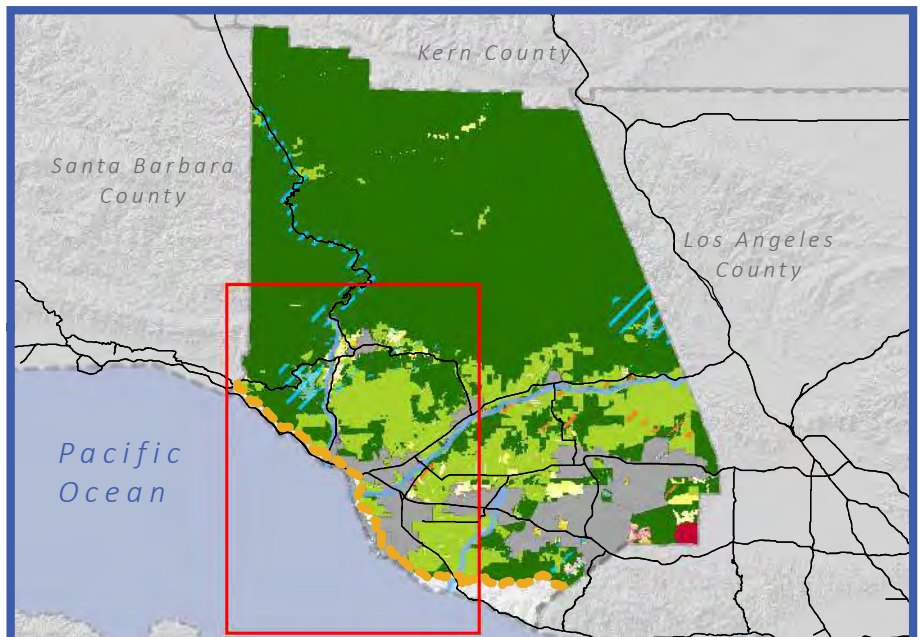 Kern County
Santa Barbara
County
Los Angeles
County
Pacific
Ocean